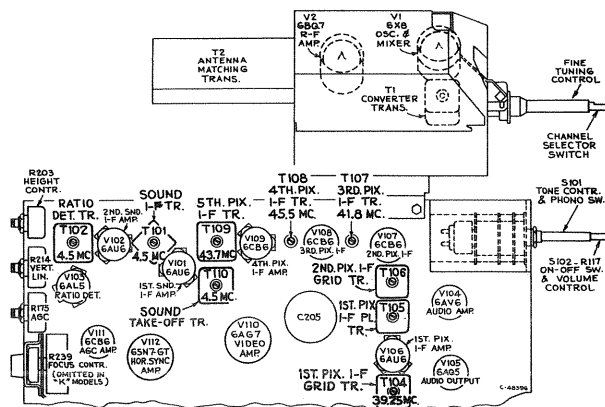 V2
6BQ7
R-F
AMP.
V1
6X8
OSC. &
MIXER
T2
ANTENNA
MATCHING
TRANS.
T1
CONVERTER
TRANS.
FINE
TUNING
CONTROL
CHANNEL
SELECTOR
SWITCH
R203
HEIGHT
CONTR.
RATIO
DET. TR.
T102
4.5 MC.
2ND. SND.
I-F AMP.
V102
6AU6
SOUND
I-F TR.
T101
4.5 MC.
5TH. PIX.
I-F TR.
T109
43.7 MC.
T108
4TH. PIX.
I-F TR.
45.5 MC.
T107
3RD. PIX.
I-F TR.
41.8 MC.
S101
TONE CONTR.
& PHONO SW.
S102 - R117
ON-OFF SW.
& VOLUME
CONTROL
V109
6CB6
4TH. PIX.
I-F AMP.
V108
6CB6
3RD. PIX. I-F
V107
6CB6
2ND. PIX. I-F
R214
VERT.
LIN.
V103
6AL5
RATIO DET.
V101
6AU6
1ST. SND.
I-F AMP.
T110
4.5 MC.
SOUND
TAKE-OFF TR.
2ND. PIX. I-F
GRID TR.
T106
1ST. PIX
I-F PL.
TR.
T105
V104
6AV6
AUDIO AMP.
R175
AGC
V111
6CB6
AGC AMP.
V112
6SN7-GT
HOR. SYNC
AMP.
V110
6AG7
VIDEO
AMP.
C205
1ST. PIX.
I-F AMP.
V106
6AU6
V105
6AQ5
AUDIO OUTPUT
R239
FOCUS CONTR.
(OMITTED IN
"K" MODELS)
1ST. PIX. I-F
GRID TR.
T104
39.25 MC.
C-48396